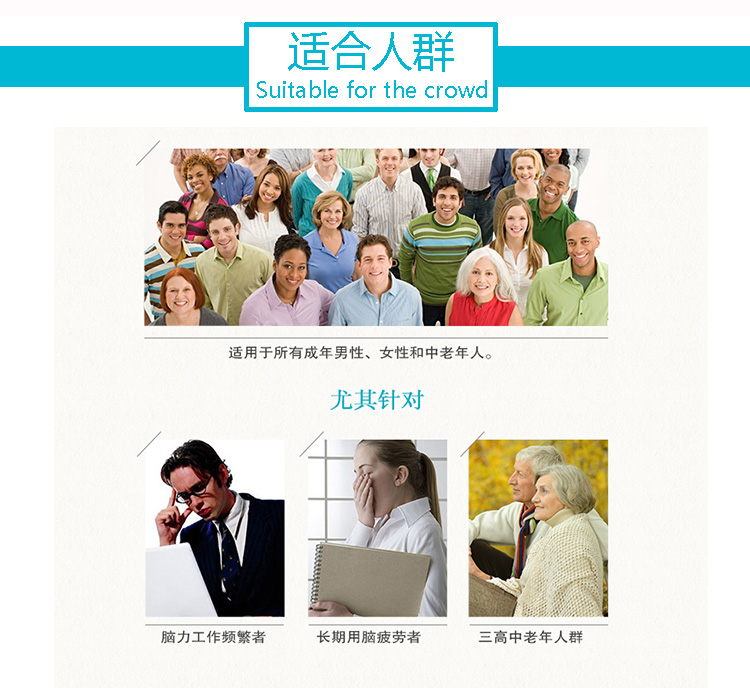 适合人群
Suitable for the crowd
适用于所有成年男性、女性和中老年人。
尤其针对
脑力工作频繁者
长期用脑疲劳者
三高中老年人群